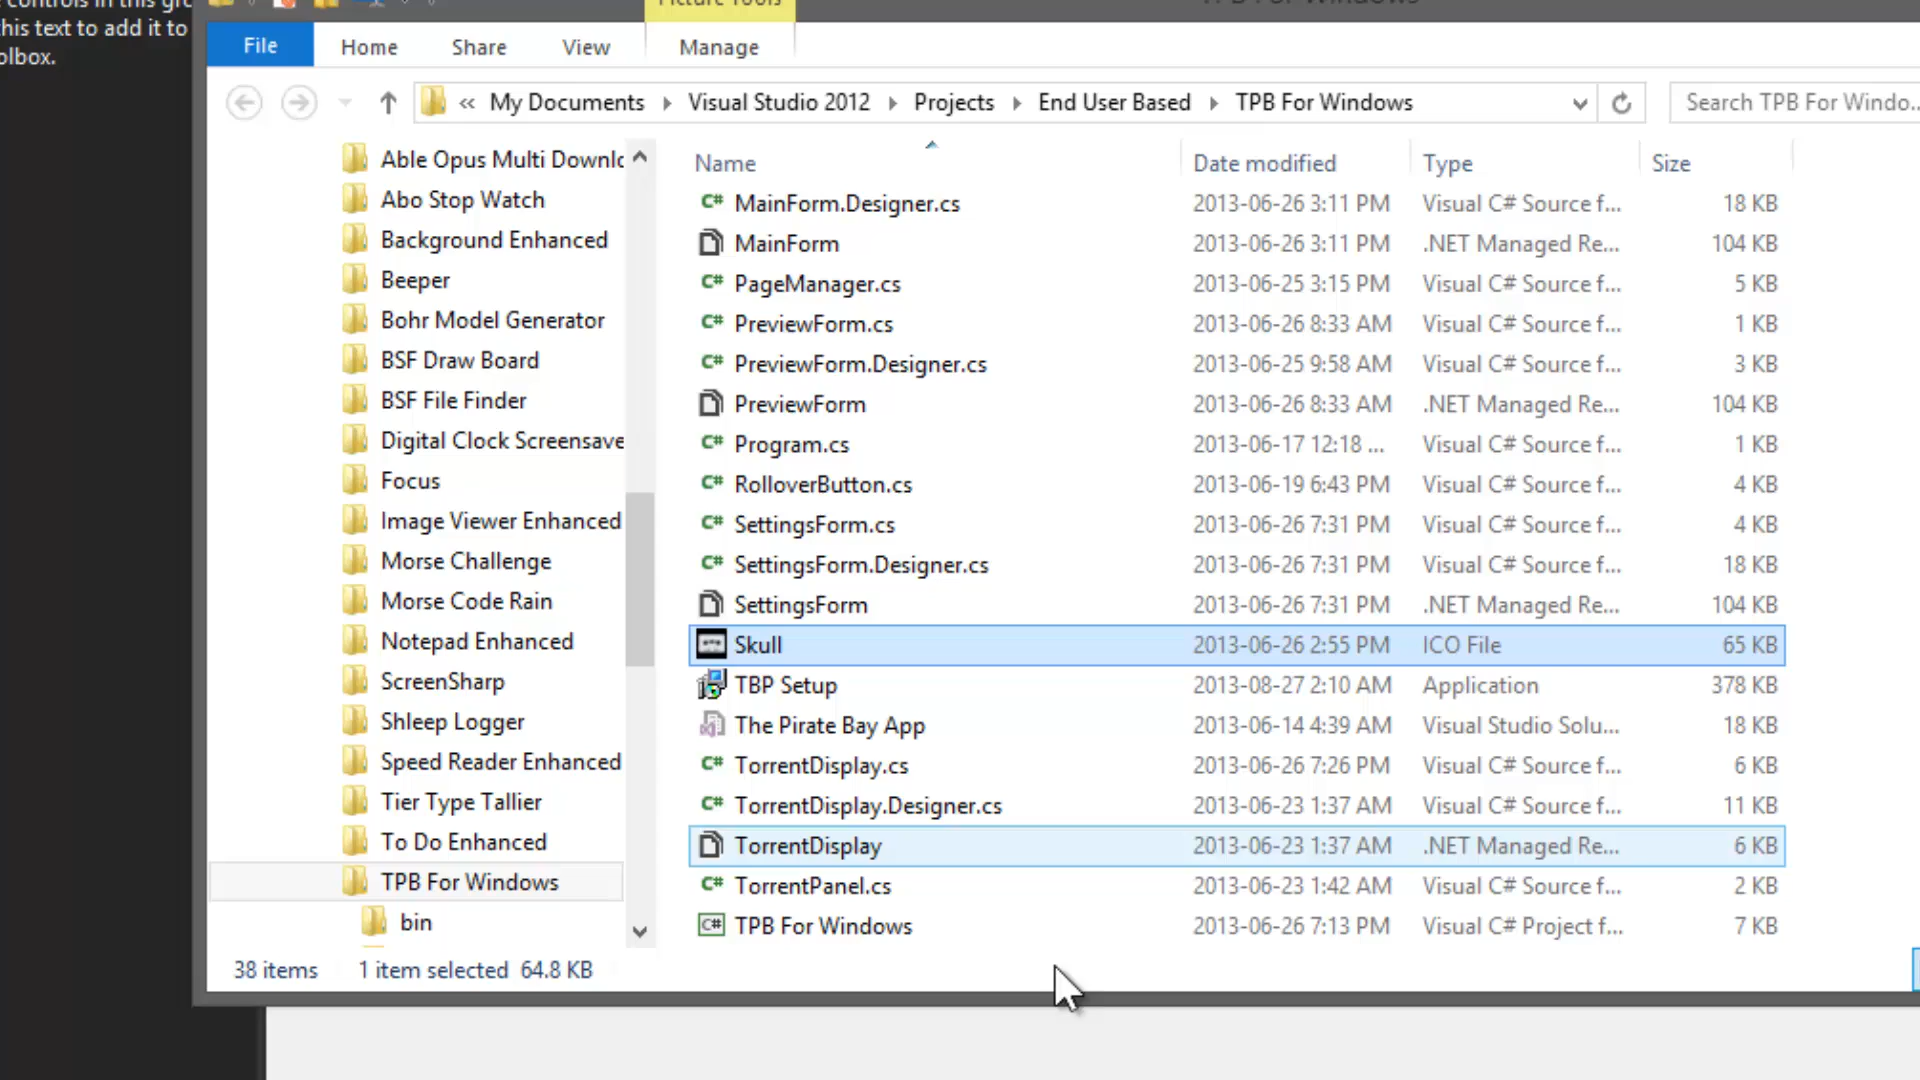 controls in this gro
this text to add it to
olbox.
Picture Tools
TPB For Windows
File Home Share View Manage
« My Documents Visual Studio 2012 Projects End User Based TPB For Windows
Search TPB For Windo...
Able Opus Multi Downlo
Abo Stop Watch
Background Enhanced
Beeper
Bohr Model Generator
BSF Draw Board
BSF File Finder
Digital Clock Screensave
Focus
Image Viewer Enhanced
Morse Challenge
Morse Code Rain
Notepad Enhanced
ScreenSharp
Shleep Logger
Speed Reader Enhanced
Tier Type Tallier
To Do Enhanced
TPB For Windows
bin
Name Date modified Type Size
MainForm.Designer.cs 2013-06-26 3:11 PM Visual C# Source f... 18 KB
MainForm 2013-06-26 3:11 PM .NET Managed Re... 104 KB
PageManager.cs 2013-06-25 3:15 PM Visual C# Source f... 5 KB
PreviewForm.cs 2013-06-26 8:33 AM Visual C# Source f... 1 KB
PreviewForm.Designer.cs 2013-06-25 9:58 AM Visual C# Source f... 3 KB
PreviewForm 2013-06-26 8:33 AM .NET Managed Re... 104 KB
Program.cs 2013-06-17 12:18 ... Visual C# Source f... 1 KB
RolloverButton.cs 2013-06-19 6:43 PM Visual C# Source f... 4 KB
SettingsForm.cs 2013-06-26 7:31 PM Visual C# Source f... 4 KB
SettingsForm.Designer.cs 2013-06-26 7:31 PM Visual C# Source f... 18 KB
SettingsForm 2013-06-26 7:31 PM .NET Managed Re... 104 KB
Skull 2013-06-26 2:55 PM ICO File 65 KB
TBP Setup 2013-08-27 2:10 AM Application 378 KB
The Pirate Bay App 2013-06-14 4:39 AM Visual Studio Solu... 18 KB
TorrentDisplay.cs 2013-06-26 7:26 PM Visual C# Source f... 6 KB
TorrentDisplay.Designer.cs 2013-06-23 1:37 AM Visual C# Source f... 11 KB
TorrentDisplay 2013-06-23 1:37 AM .NET Managed Re... 6 KB
TorrentPanel.cs 2013-06-23 1:42 AM Visual C# Source f... 2 KB
TPB For Windows 2013-06-26 7:13 PM Visual C# Project f... 7 KB
38 items 1 item selected 64.8 KB